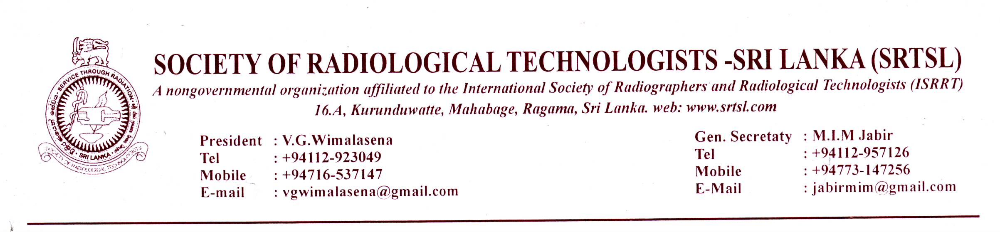 SOCIETY OF RADIOLOGICAL TECHNOLOGISTS -SRI LANKA (SRTSL)
A nongovernmental organization affiliated to the International Society of Radiographers and Radiological Technologists (ISRRT)
16.A, Kurunduwatte, Mahabage, Ragama, Sri Lanka. web: www.srtsl.com
President : V.G.Wimalasena
Tel : +94112-923049
Mobile : +94716-537147
E-mail : vgwimalasena@gmail.com
Gen. Secretaty : M.I.M Jabir
Tel : +94112-957126
Mobile : +94773-147256
E-Mail : jabirmim@gmail.com
SERVICE THROUGH RADIATION
SRI LANKA
SOCIETY OF RADIOLOGICAL TECHNOLOGISTS